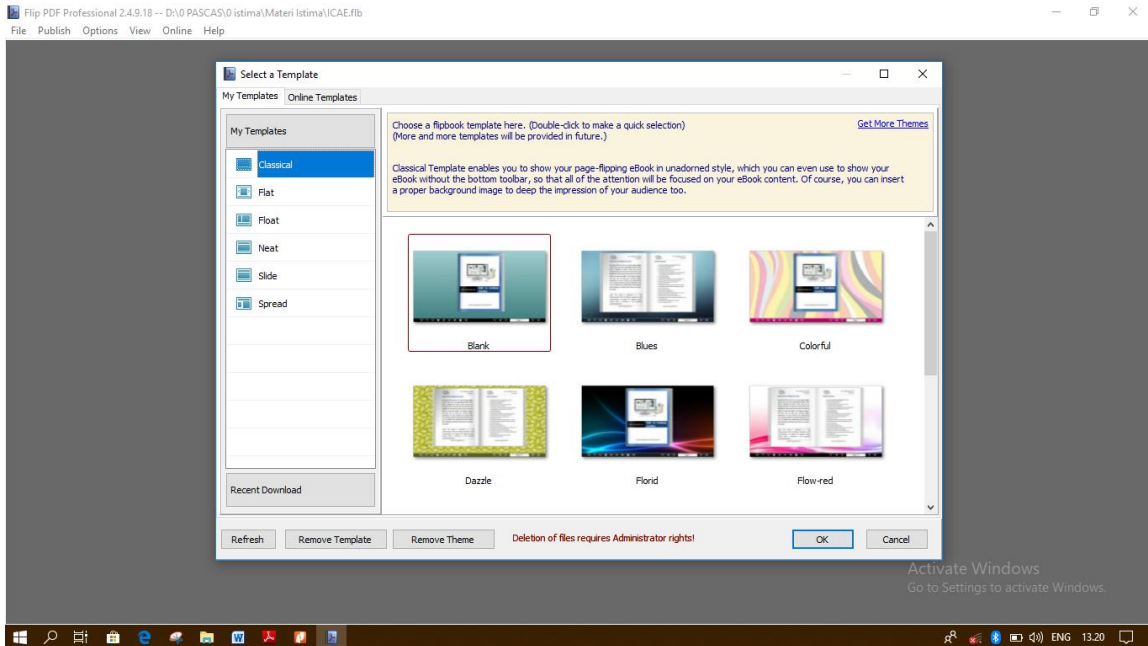 Flip PDF Professional 2.4.9.18 -- D:\0 PASCAS\0 istima\Materi Istima\ICAE.flb
File Publish Options View Online Help
Select a Template
My Templates Online Templates
My Templates
Classical
Flat
Float
Neat
Slide
Spread
Recent Download
Choose a flipbook template here. (Double-click to make a quick selection)
Get More Themes
(More and more templates will be provided in future.)
Classical Template enables you to show your page-flipping eBook in unadorned style, which you can even use to show your
eBook without the bottom toolbar, so that all of the attention will be focused on your eBook content. Of course, you can insert
a proper background image to deep the impression of your audience too.
Blank Blues Colorful
Dazzle Florid Flow-red
Refresh Remove Template Remove Theme Deletion of files requires Administrator rights! OK Cancel
Activate Windows
Go to Settings to activate Windows.
ENG 13.20